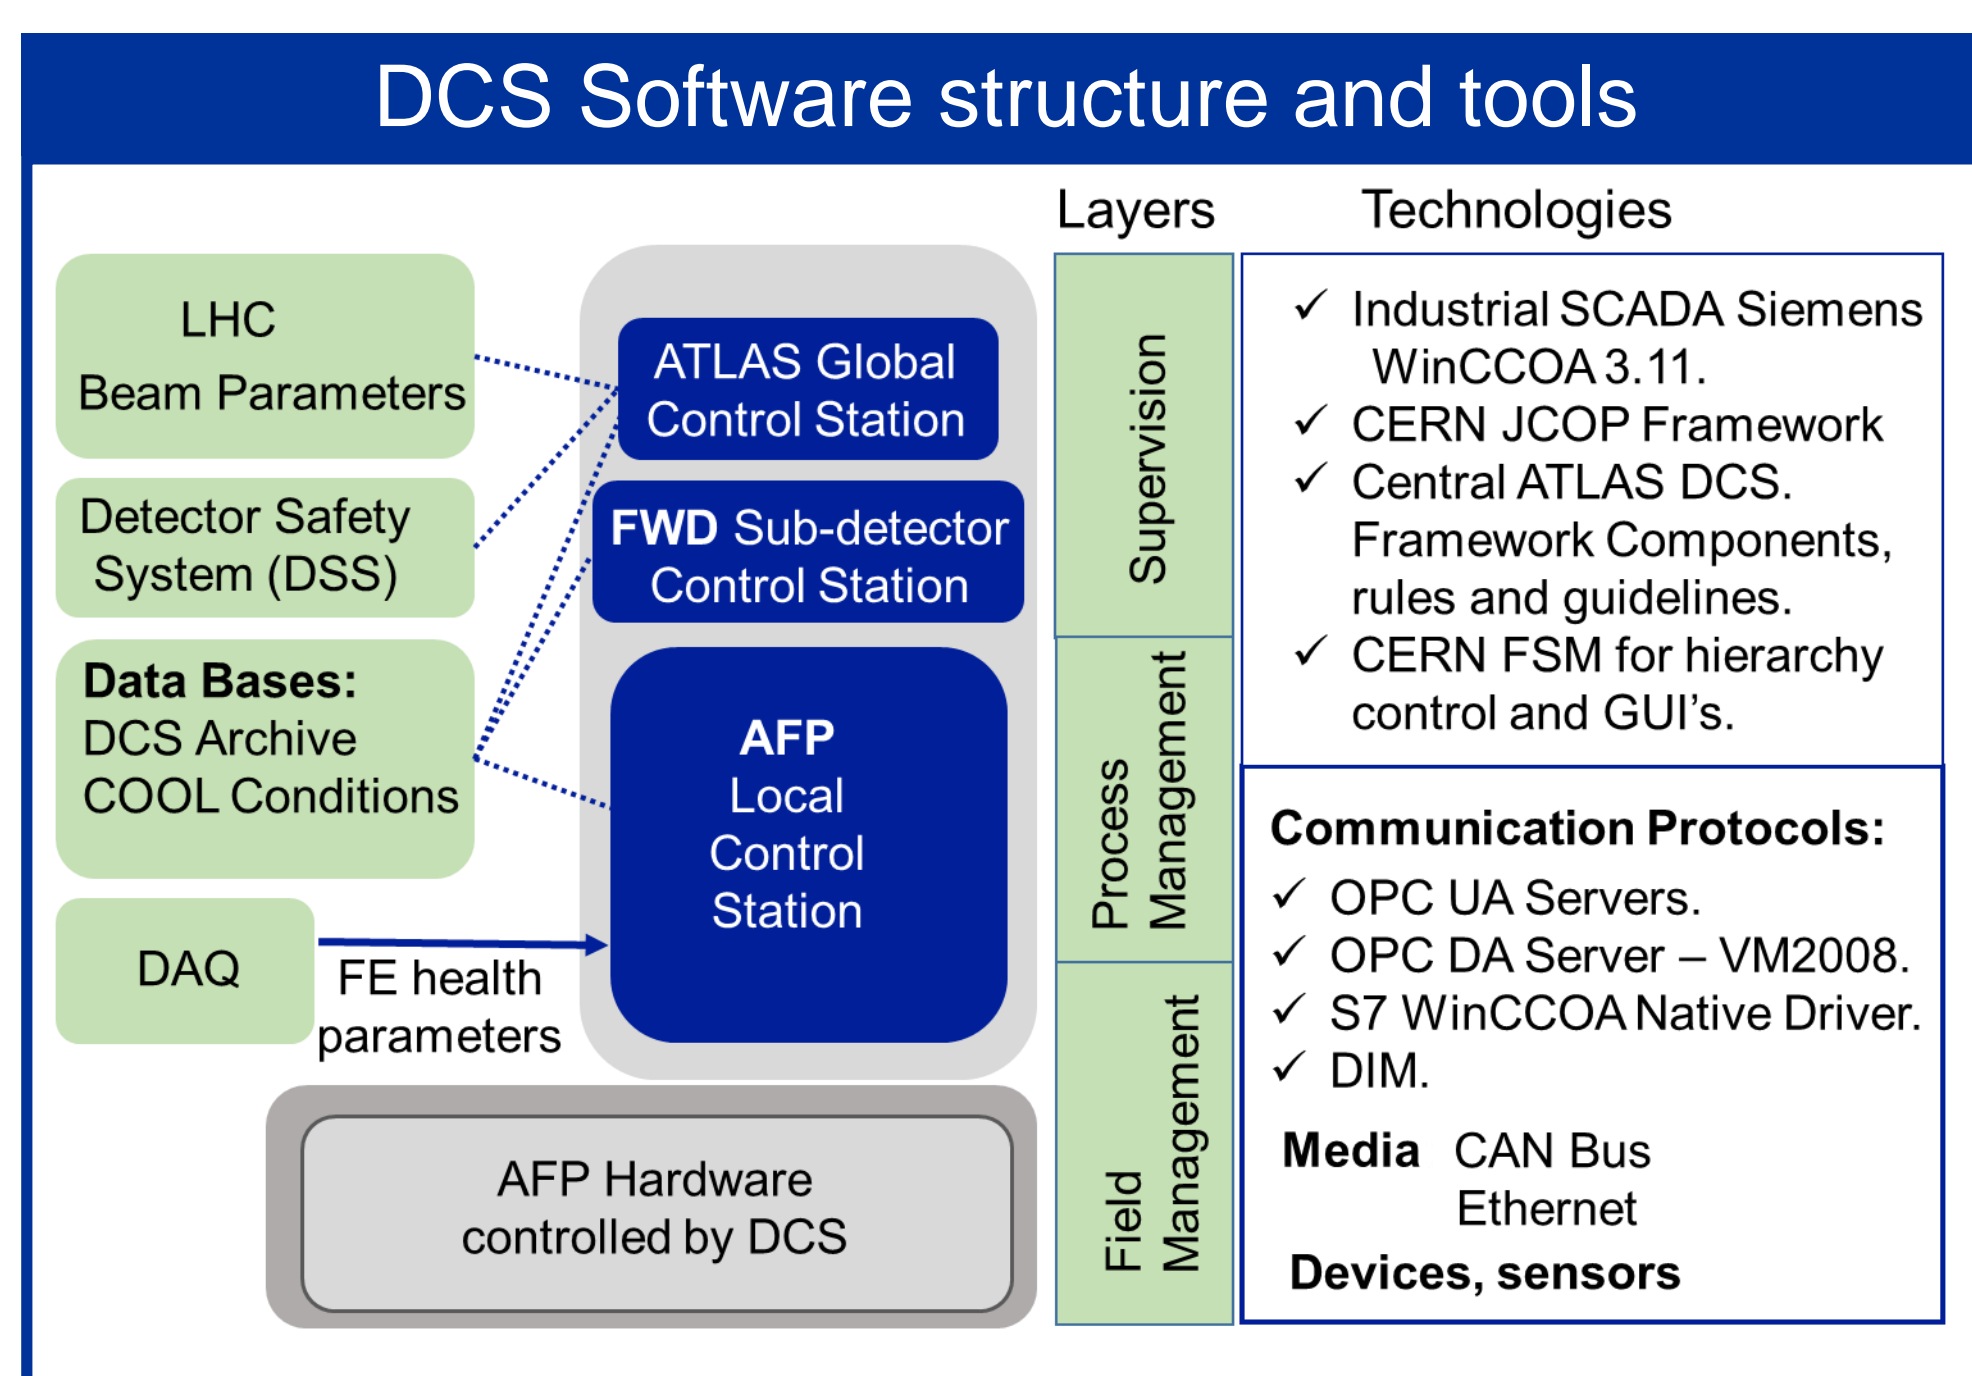 DCS Software structure and tools
LHC
Beam Parameters
Detector Safety
System (DSS)
Data Bases:
DCS Archive
COOL Conditions
DAQ
FE health
parameters
ATLAS Global
Control Station
FWD Sub-detector
Control Station
AFP
Local
Control
Station
AFP Hardware
controlled by DCS
Layers
Supervision
Process
Management
Field
Management
Technologies
✓ Industrial SCADA Siemens
WinCCOA 3.11.
✓ CERN JCOP Framework
✓ Central ATLAS DCS.
Framework Components,
rules and guidelines.
✓ CERN FSM for hierarchy
control and GUI’s.
Communication Protocols:
✓ OPC UA Servers.
✓ OPC DA Server – VM2008.
✓ S7 WinCCOA Native Driver.
✓ DIM.
Media CAN Bus
Ethernet
Devices, sensors